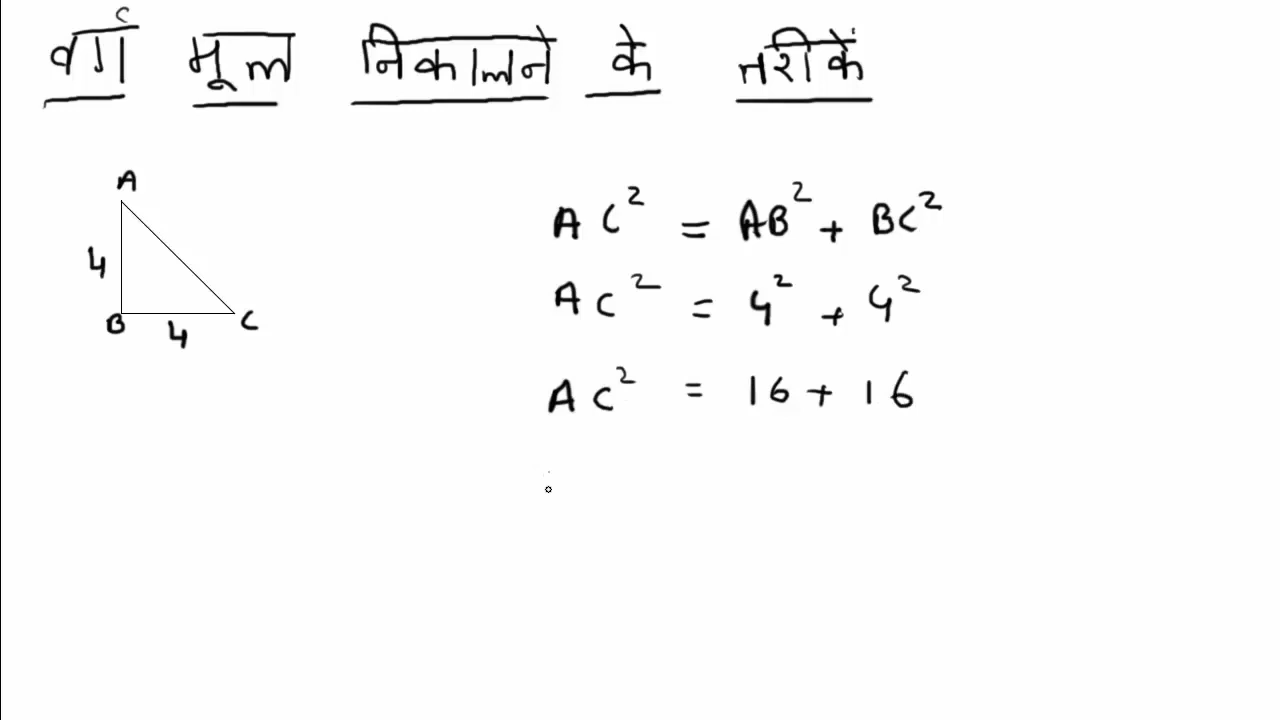 वर्ग मूल निकालने के तरीके
A
4
B 4 C
AC² = AB² + BC²
AC² = 4² + 4²
AC² = 16 + 16